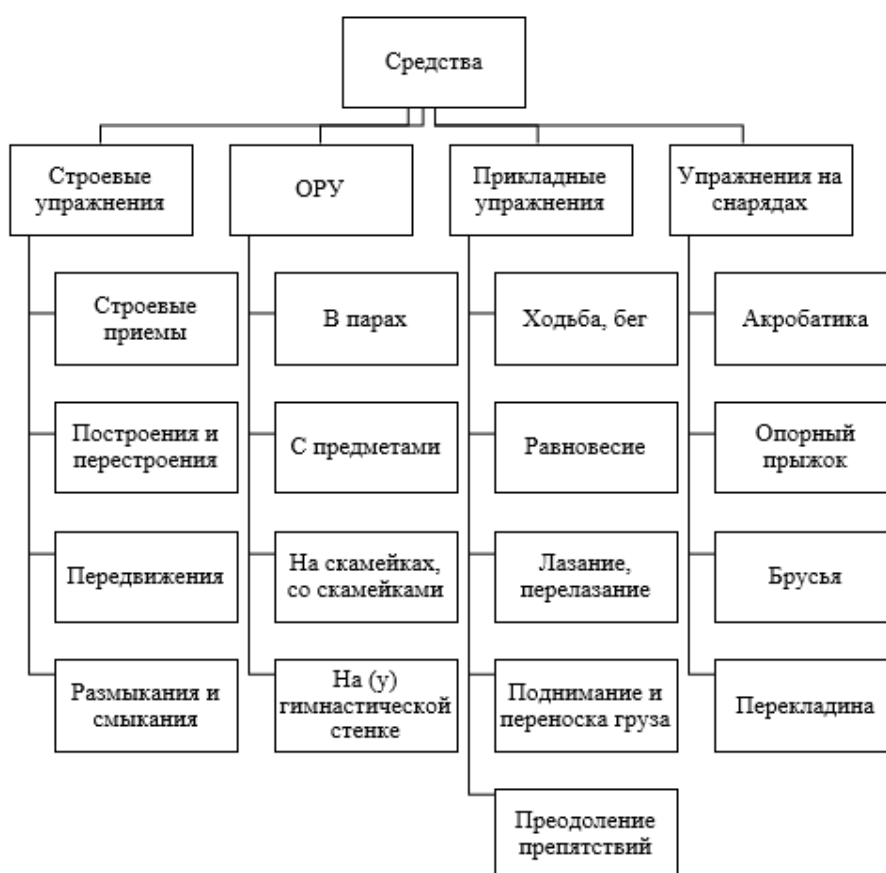 Средства
Строевые
упражнения
ОРУ
Прикладные
упражнения
Упражнения на
снарядах
Строевые
приемы
В парах
Ходьба, бег
Акробатика
Построения и
перестроения
С предметами
Равновесие
Опорный
прыжок
Передвижения
На скамейках,
со скамейками
Лазание,
перелазание
Брусья
Размыкания и
смыкания
На (у)
гимнастической
стенке
Поднимание и
переноска груза
Перекладина
Преодоление
препятствий